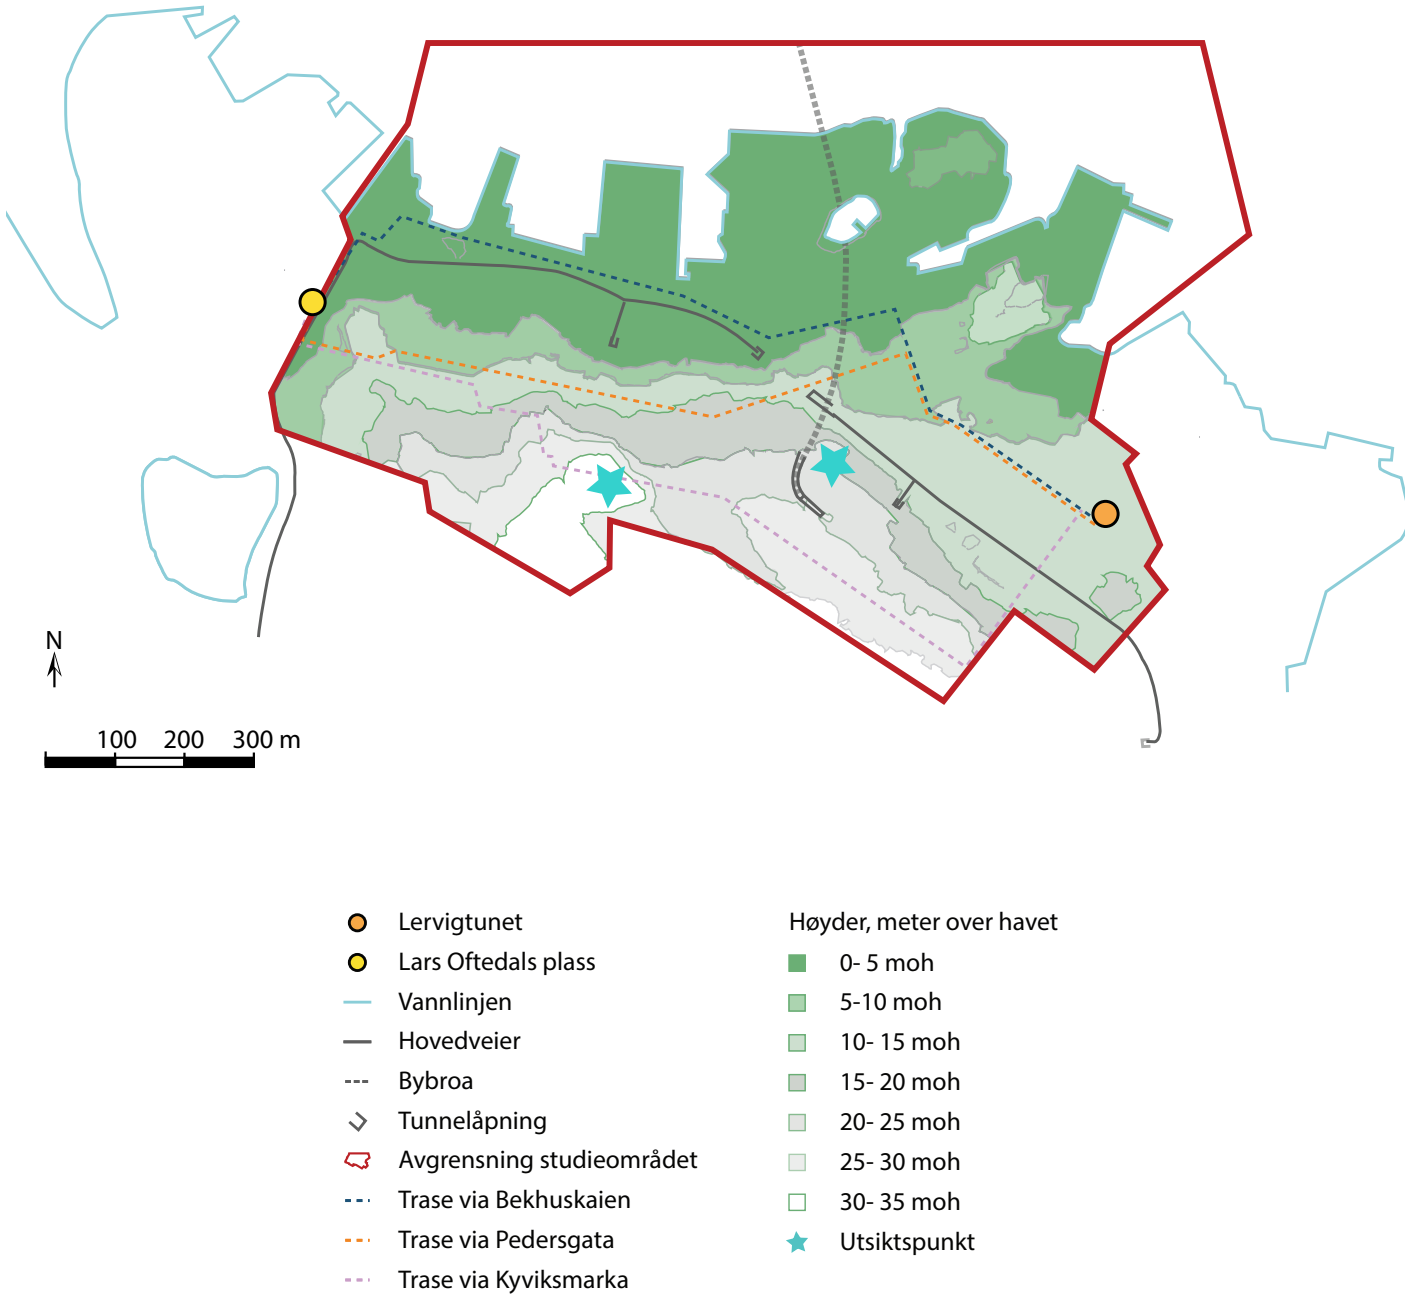 N
100 200 300 m
Lervigtunet
Lars Oftedals plass
Vannlinjen
Hovedveier
Bybroa
Tunnelåpning
Avgrensning studieområdet
Trase via Bekhuskaien
Trase via Pedersgata
Trase via Kyviksmarka
Høyder, meter over havet
0- 5 moh
5-10 moh
10- 15 moh
15- 20 moh
20- 25 moh
25- 30 moh
30- 35 moh
Utsiktspunkt